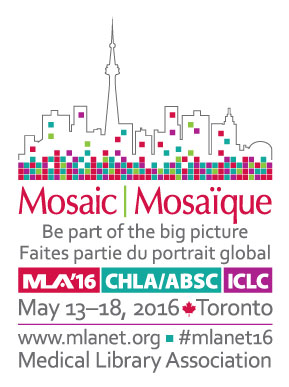 Mosaic | Mosaïque
Be part of the big picture
Faites partie du portrait global
MLA'16 CHLA/ABSC ICLC
May 13–18, 2016 Toronto
www.mlanet.org ▪ #mlanet16
Medical Library Association